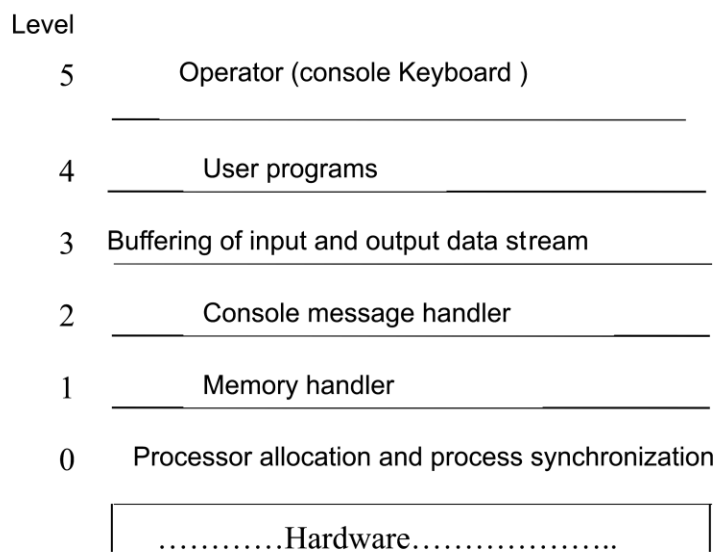 Level
5 Operator (console Keyboard )
4 User programs
3 Buffering of input and output data stream
2 Console message handler
1 Memory handler
0 Processor allocation and process synchronization
…………Hardware………………..